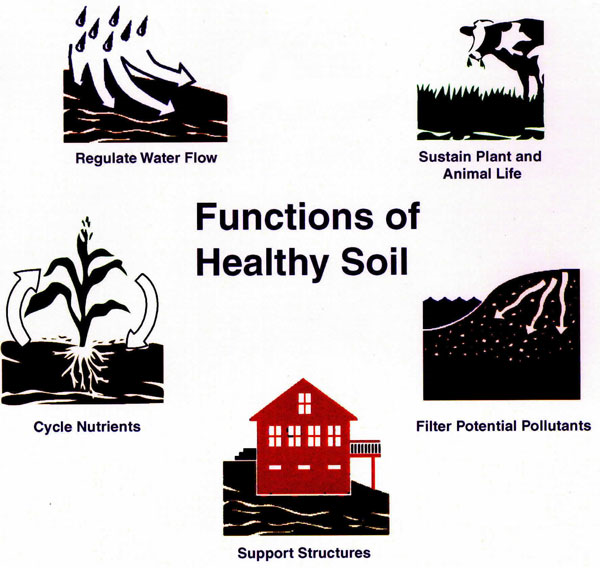 Regulate Water Flow
Sustain Plant and
Animal Life
Functions of
Healthy Soil
Cycle Nutrients
Filter Potential Pollutants
Support Structures